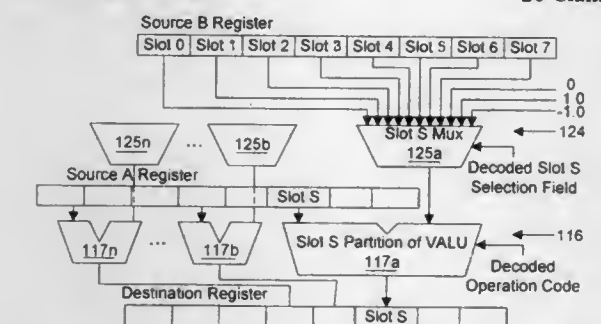 Source B Register
Slot 0 Slot 1 Slot 2 Slot 3 Slot 4 Slot 5 Slot 6 Slot 7
0
1.0
-1.0
Slot S Mux
124
125n ... 125b
125a
Decoded Slot S
Selection Field
Source A Register
Slot S
117n ... 117b
Slot S Partition of VALU
117a
116
Decoded
Operation Code
Destination Register
Slot S